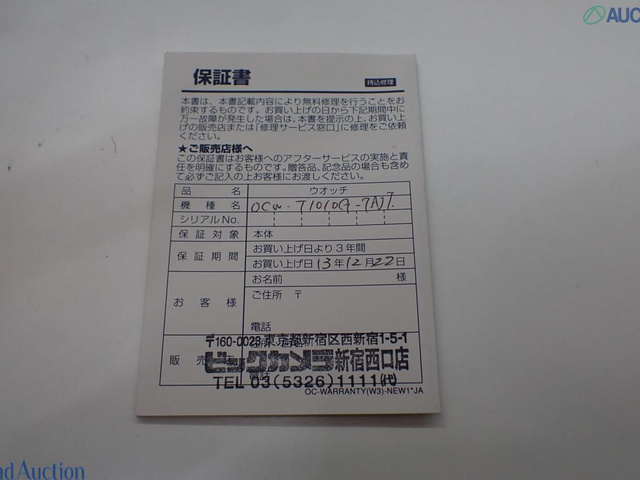 AUC
保証書
持込修理
本書は、本書記載内容により無料修理を行うことをお
約束するものです。お買い上げの日から下記期間中に
万一故障が発生した場合は、本書を提示の上、お買い上
げの販売店または「修理サービス窓口」に修理をご依頼
ください。
★ご販売店様へ
この保証書はお客様へのアフターサービスの実施と責
任を明確にするものです。贈答品、記念品の場合も含め
て必ずご記入の上お客様にお渡しください。
品名 ウオッチ
機種名 OCW-T1010G-7AJF
シリアルNo.
保証対象 本体
保証期間 お買い上げ日より3年間
お買い上げ日 13年12月22日
お客様 お名前 様
ご住所 〒
電話
〒160-0023 東京都新宿区西新宿1-5-1
販売店 ビックカメラ新宿西口店
TEL 03(5326)1111(代)
OC-WARRANTY(W3)-NEW1*JA
nd Auction